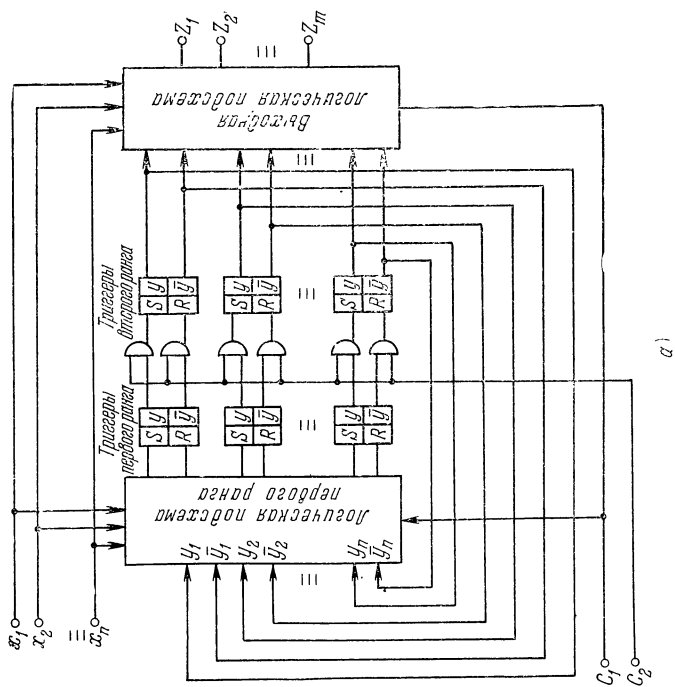 x₁
x₂
xₙ
Логическая подсхема
первого ранга
y₁
ȳ₁
y₂
ȳ₂
yₙ
ȳₙ
Триггеры
первого ранга
S y
R ȳ
S y
R ȳ
S y
R ȳ
Триггеры
второго ранга
S y
R ȳ
S y
R ȳ
S y
R ȳ
Выходная
логическая подсхема
Z₁
Z₂
Zₘ
C₁
C₂
а)